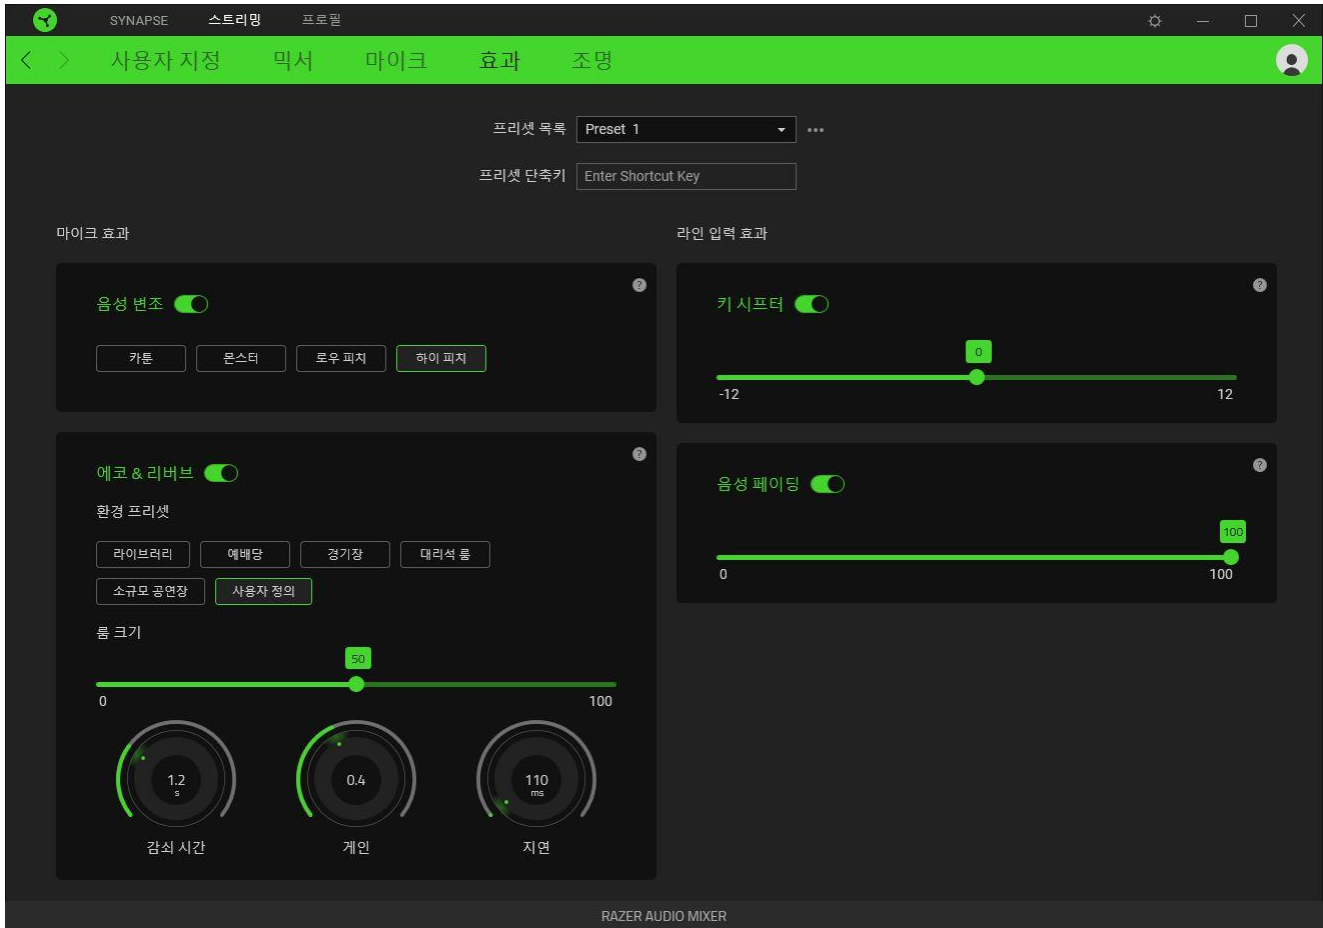 SYNAPSE 스트리밍 프로필
사용자 지정 믹서 마이크 효과 조명
프리셋 목록 Preset 1
프리셋 단축키 Enter Shortcut Key
마이크 효과
음성 변조
카툰 몬스터 로우 피치 하이 피치
에코 & 리버브
환경 프리셋
라이브러리 예배당 경기장 대리석 룸
소규모 공연장 사용자 정의
룸 크기
50
0 100
1.2 s 0.4 110 ms
감쇠 시간 게인 지연
라인 입력 효과
키 시프터
0
-12 12
음성 페이딩
100
0 100
RAZER AUDIO MIXER